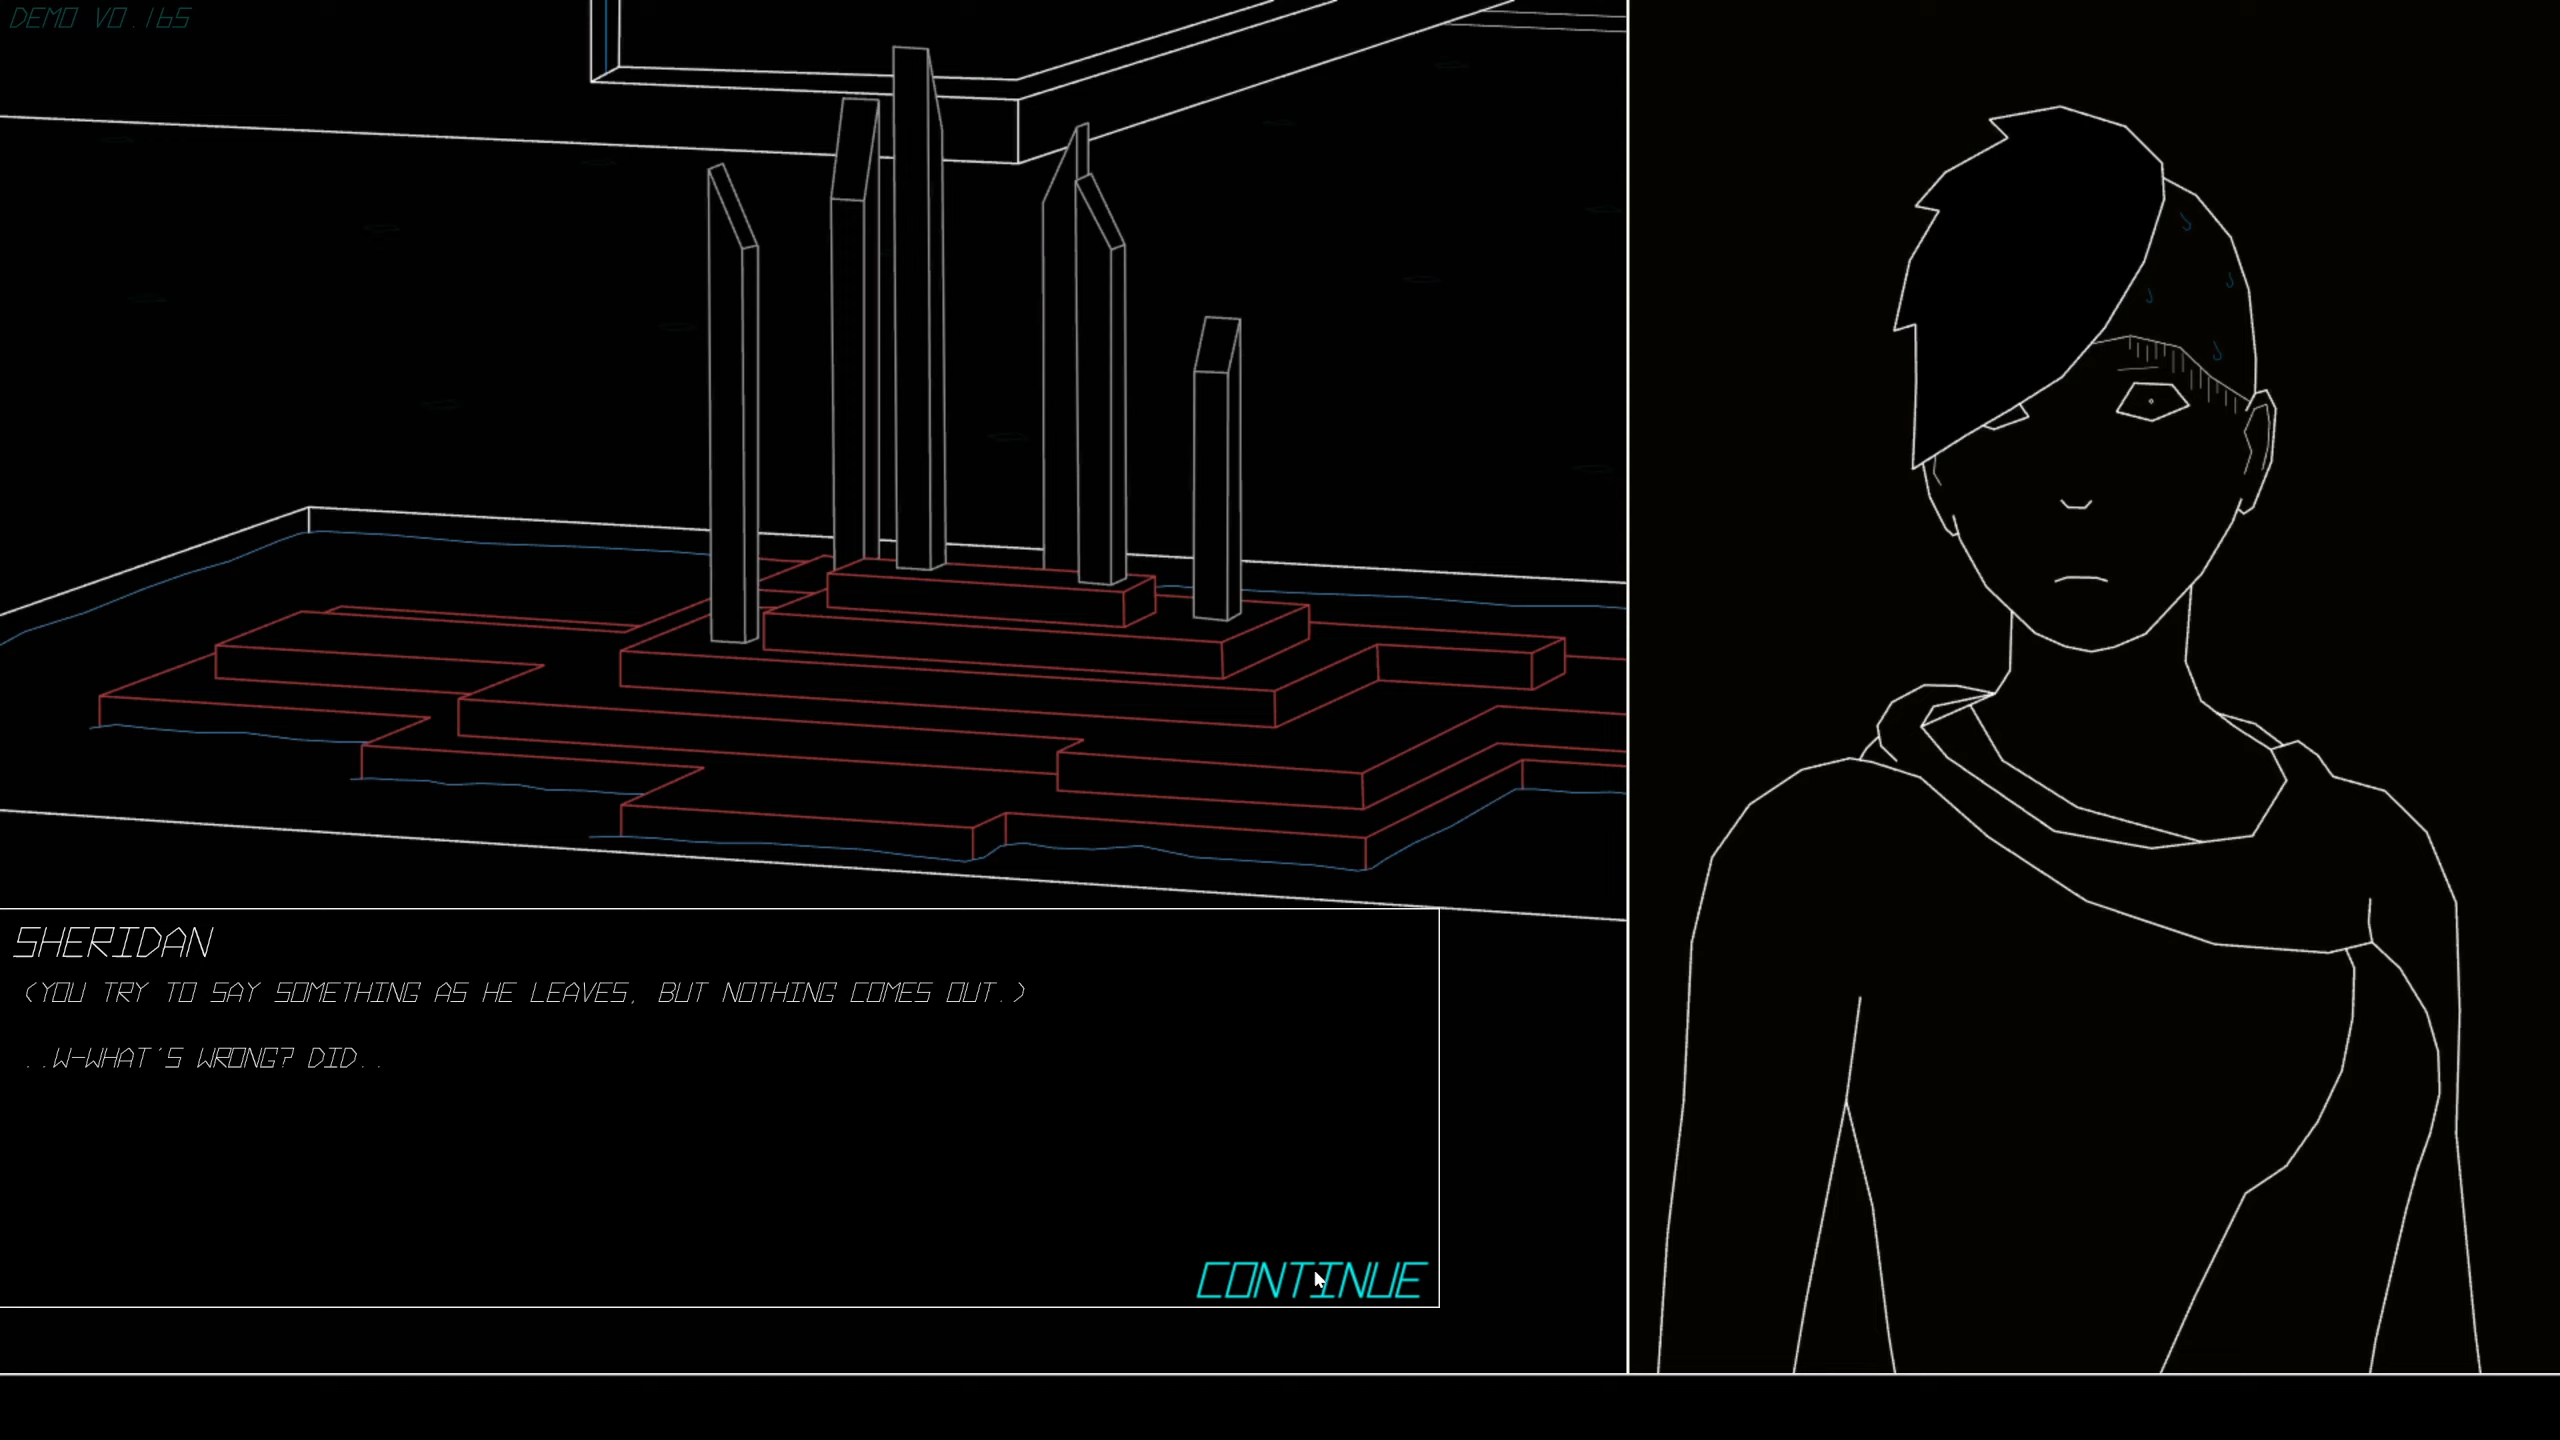 DEMO V0.165
SHERIDAN
(YOU TRY TO SAY SOMETHING AS HE LEAVES, BUT NOTHING COMES OUT.)
..W-WHAT'S WRONG? DID..
CONTINUE